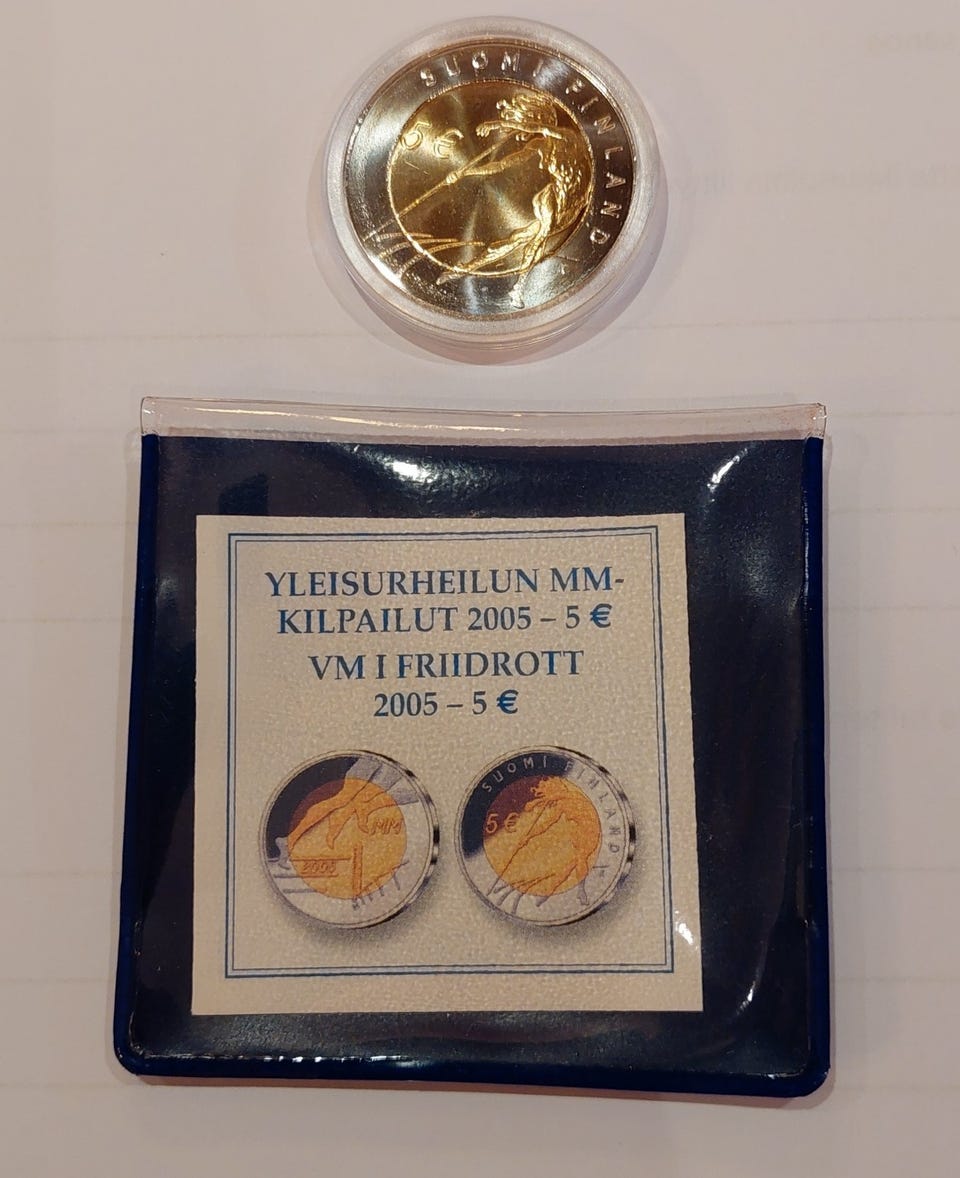 SUOMI FINLAND
5 €
YLEISURHEILUN MM-
KILPAILUT 2005 – 5 €
VM I FRIIDROTT
2005 – 5 €
MM
2005
SUOMI FINLAND
5 €